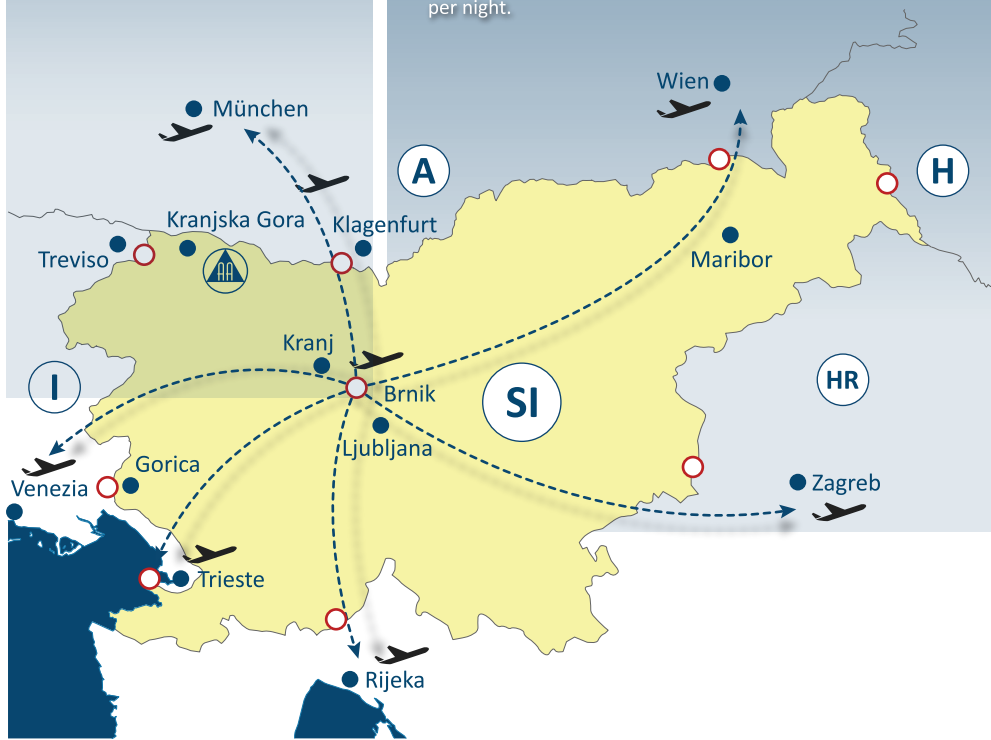 per night.
Wien
München
A
H
Kranjska Gora
Klagenfurt
Treviso
Maribor
AA
Kranj
I
Brnik
SI
HR
Ljubljana
Gorica
Venezia
Zagreb
Trieste
Rijeka